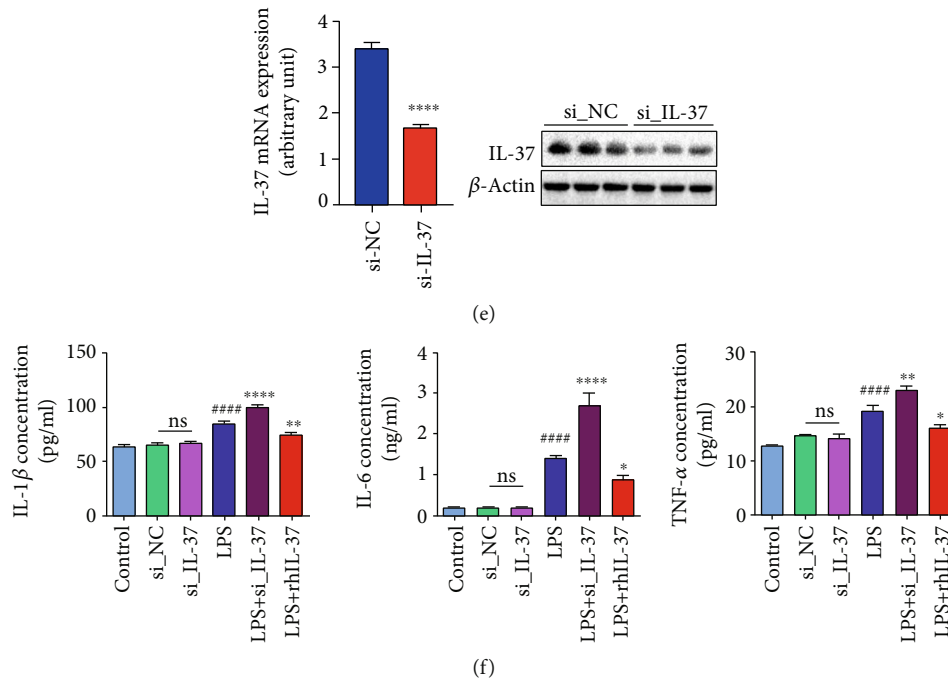 IL-37 mRNA expression
(arbitrary unit)
4
3
2
1
0
****
si-NC
si-IL-37
si_NC
si_IL-37
IL-37
β-Actin
(e)
IL-1β concentration
(pg/ml)
150
100
50
0
ns
####
****
**
Control
si_NC
si_IL-37
LPS
LPS+si_IL-37
LPS+rhIL-37
IL-6 concentration
(ng/ml)
4
3
2
1
0
ns
####
****
*
Control
si_NC
si_IL-37
LPS
LPS+si_IL-37
LPS+rhIL-37
TNF-α concentration
(pg/ml)
30
20
10
0
ns
####
**
*
Control
si_NC
si_IL-37
LPS
LPS+si_IL-37
LPS+rhIL-37
(f)